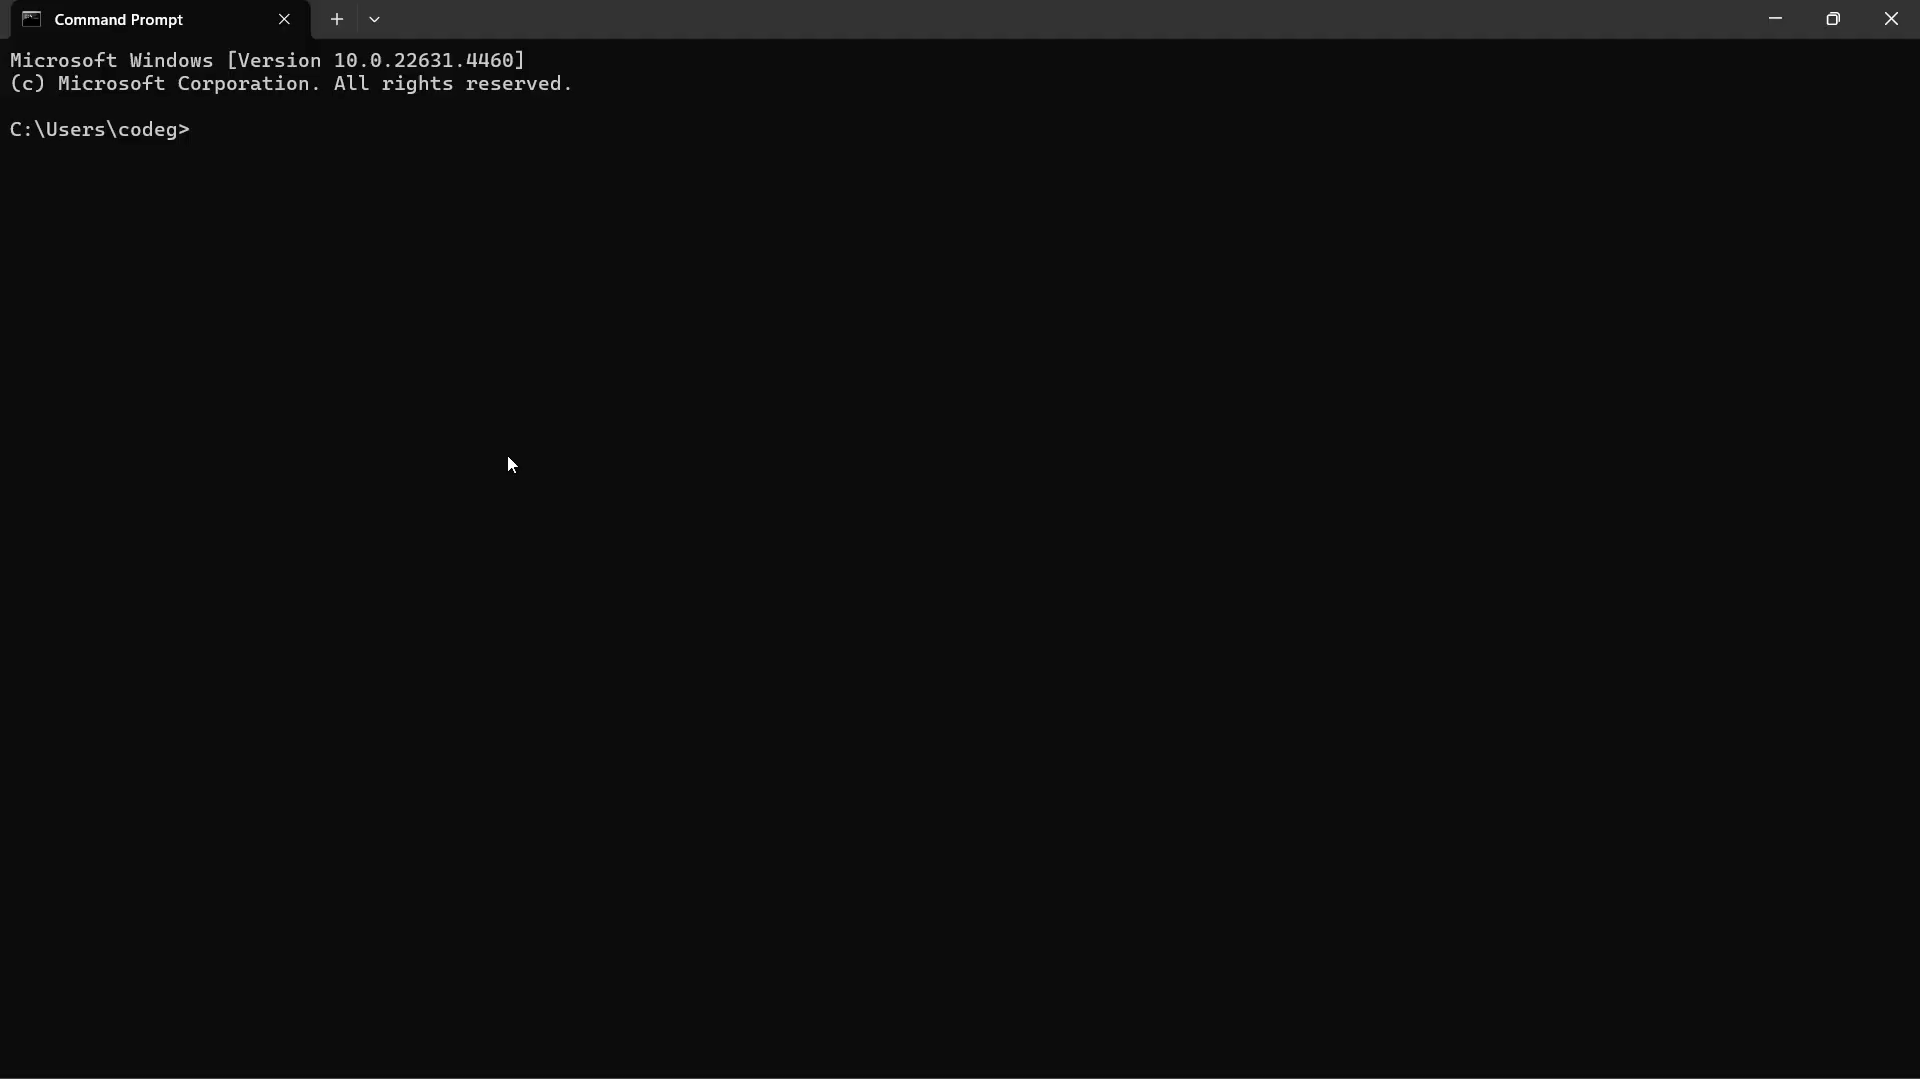 Command Prompt
Microsoft Windows [Version 10.0.22631.4460]
(c) Microsoft Corporation. All rights reserved.
C:\Users\codeg>